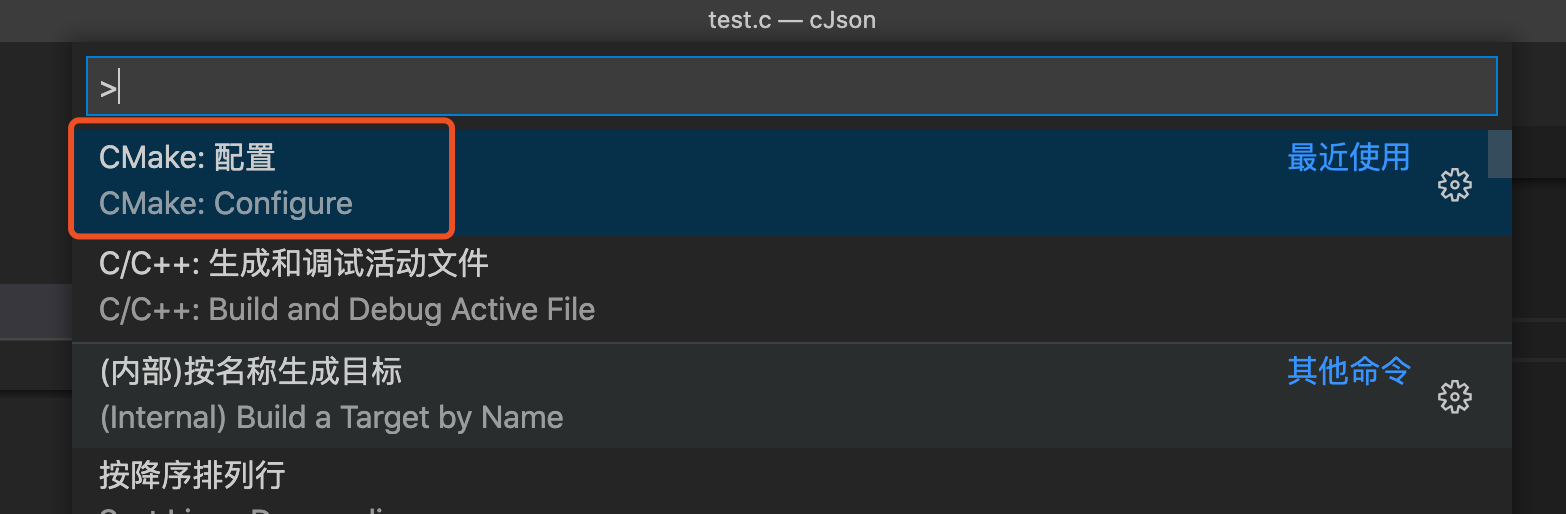 test.c — cJson
>
CMake: 配置
最近使用
CMake: Configure
C/C++: 生成和调试活动文件
C/C++: Build and Debug Active File
(内部)按名称生成目标
其他命令
(Internal) Build a Target by Name
按降序排列行